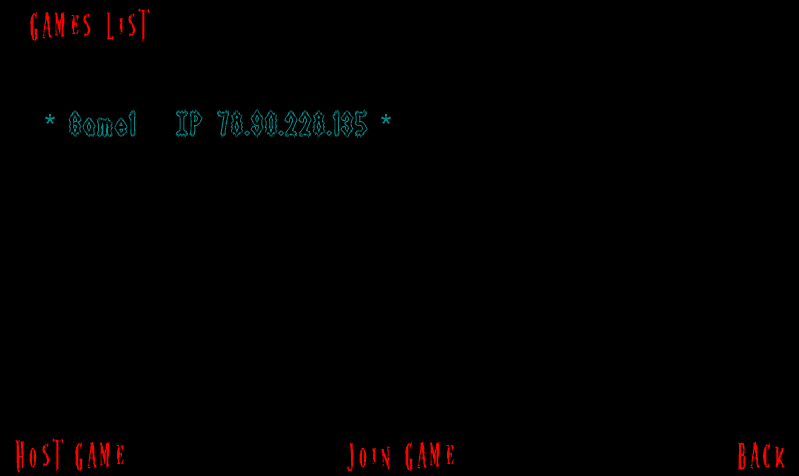 GAMES LIST
* Game1 IP 78.90.228.135 *
HOST GAME
JOIN GAME
BACK